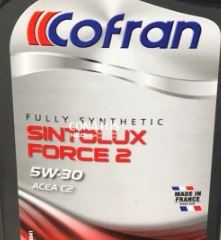 Cofran
FULLY SYNTHETIC
SINTOLUX
FORCE 2
5W-30
ACEA C2
MADE IN
FRANCE